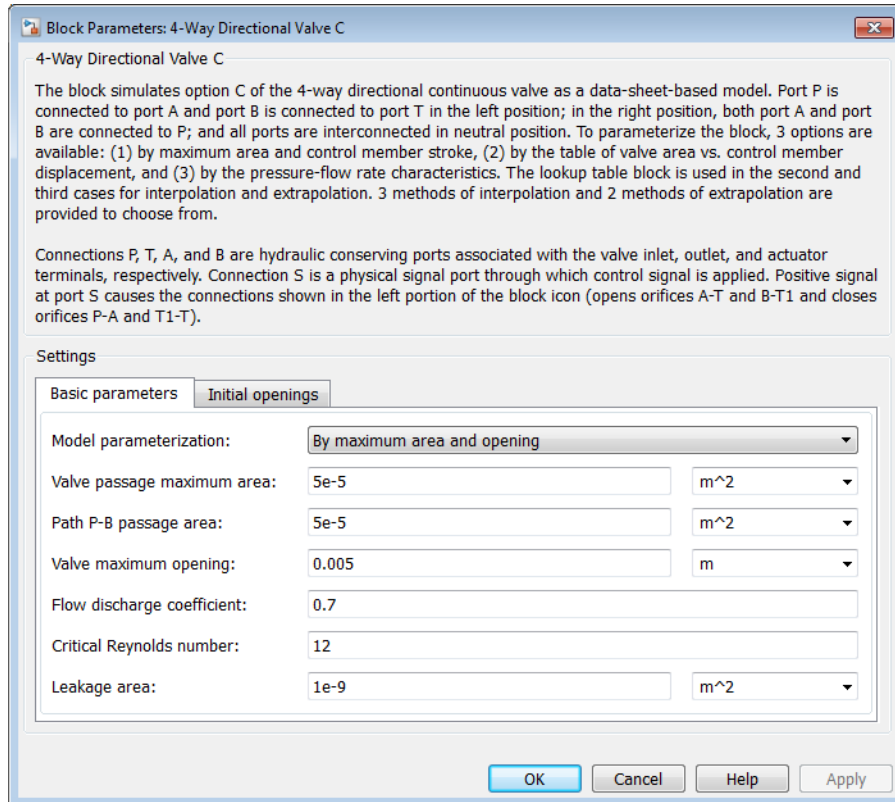 Block Parameters: 4-Way Directional Valve C
4-Way Directional Valve C
The block simulates option C of the 4-way directional continuous valve as a data-sheet-based model. Port P is
connected to port A and port B is connected to port T in the left position; in the right position, both port A and port
B are connected to P; and all ports are interconnected in neutral position. To parameterize the block, 3 options are
available: (1) by maximum area and control member stroke, (2) by the table of valve area vs. control member
displacement, and (3) by the pressure-flow rate characteristics. The lookup table block is used in the second and
third cases for interpolation and extrapolation. 3 methods of interpolation and 2 methods of extrapolation are
provided to choose from.
Connections P, T, A, and B are hydraulic conserving ports associated with the valve inlet, outlet, and actuator
terminals, respectively. Connection S is a physical signal port through which control signal is applied. Positive signal
at port S causes the connections shown in the left portion of the block icon (opens orifices A-T and B-T1 and closes
orifices P-A and T1-T).
Settings
Basic parameters Initial openings
Model parameterization: By maximum area and opening
Valve passage maximum area: 5e-5 m^2
Path P-B passage area: 5e-5 m^2
Valve maximum opening: 0.005 m
Flow discharge coefficient: 0.7
Critical Reynolds number: 12
Leakage area: 1e-9 m^2
OK Cancel Help Apply